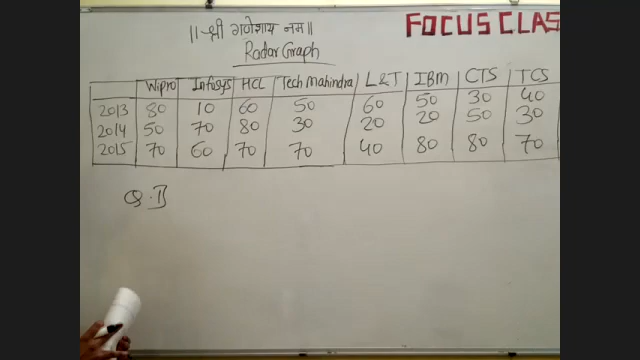 ||श्री गणेशाय नमः||
FOCUS CLAS
Radar Graph
Wipro Infosys HCL Tech Mahindra L&T IBM CTS TCS
2013 80 10 60 50 60 50 30 40
2014 50 70 80 30 20 20 50 30
2015 70 60 70 70 40 80 80 70
Q.1)